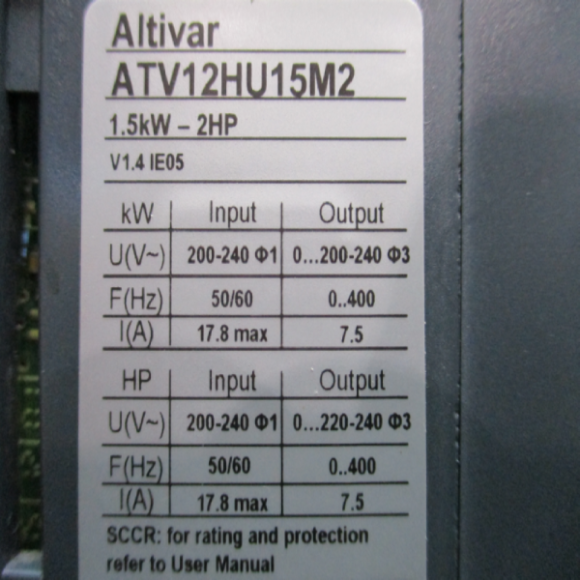 Altivar
ATV12HU15M2
1.5kW – 2HP
V1.4 IE05
kW Input Output
U(V~) 200-240 Φ1 0...200-240 Φ3
F(Hz) 50/60 0..400
I(A) 17.8 max 7.5
HP Input Output
U(V~) 200-240 Φ1 0...220-240 Φ3
F(Hz) 50/60 0..400
I(A) 17.8 max 7.5
SCCR: for rating and protection
refer to User Manual